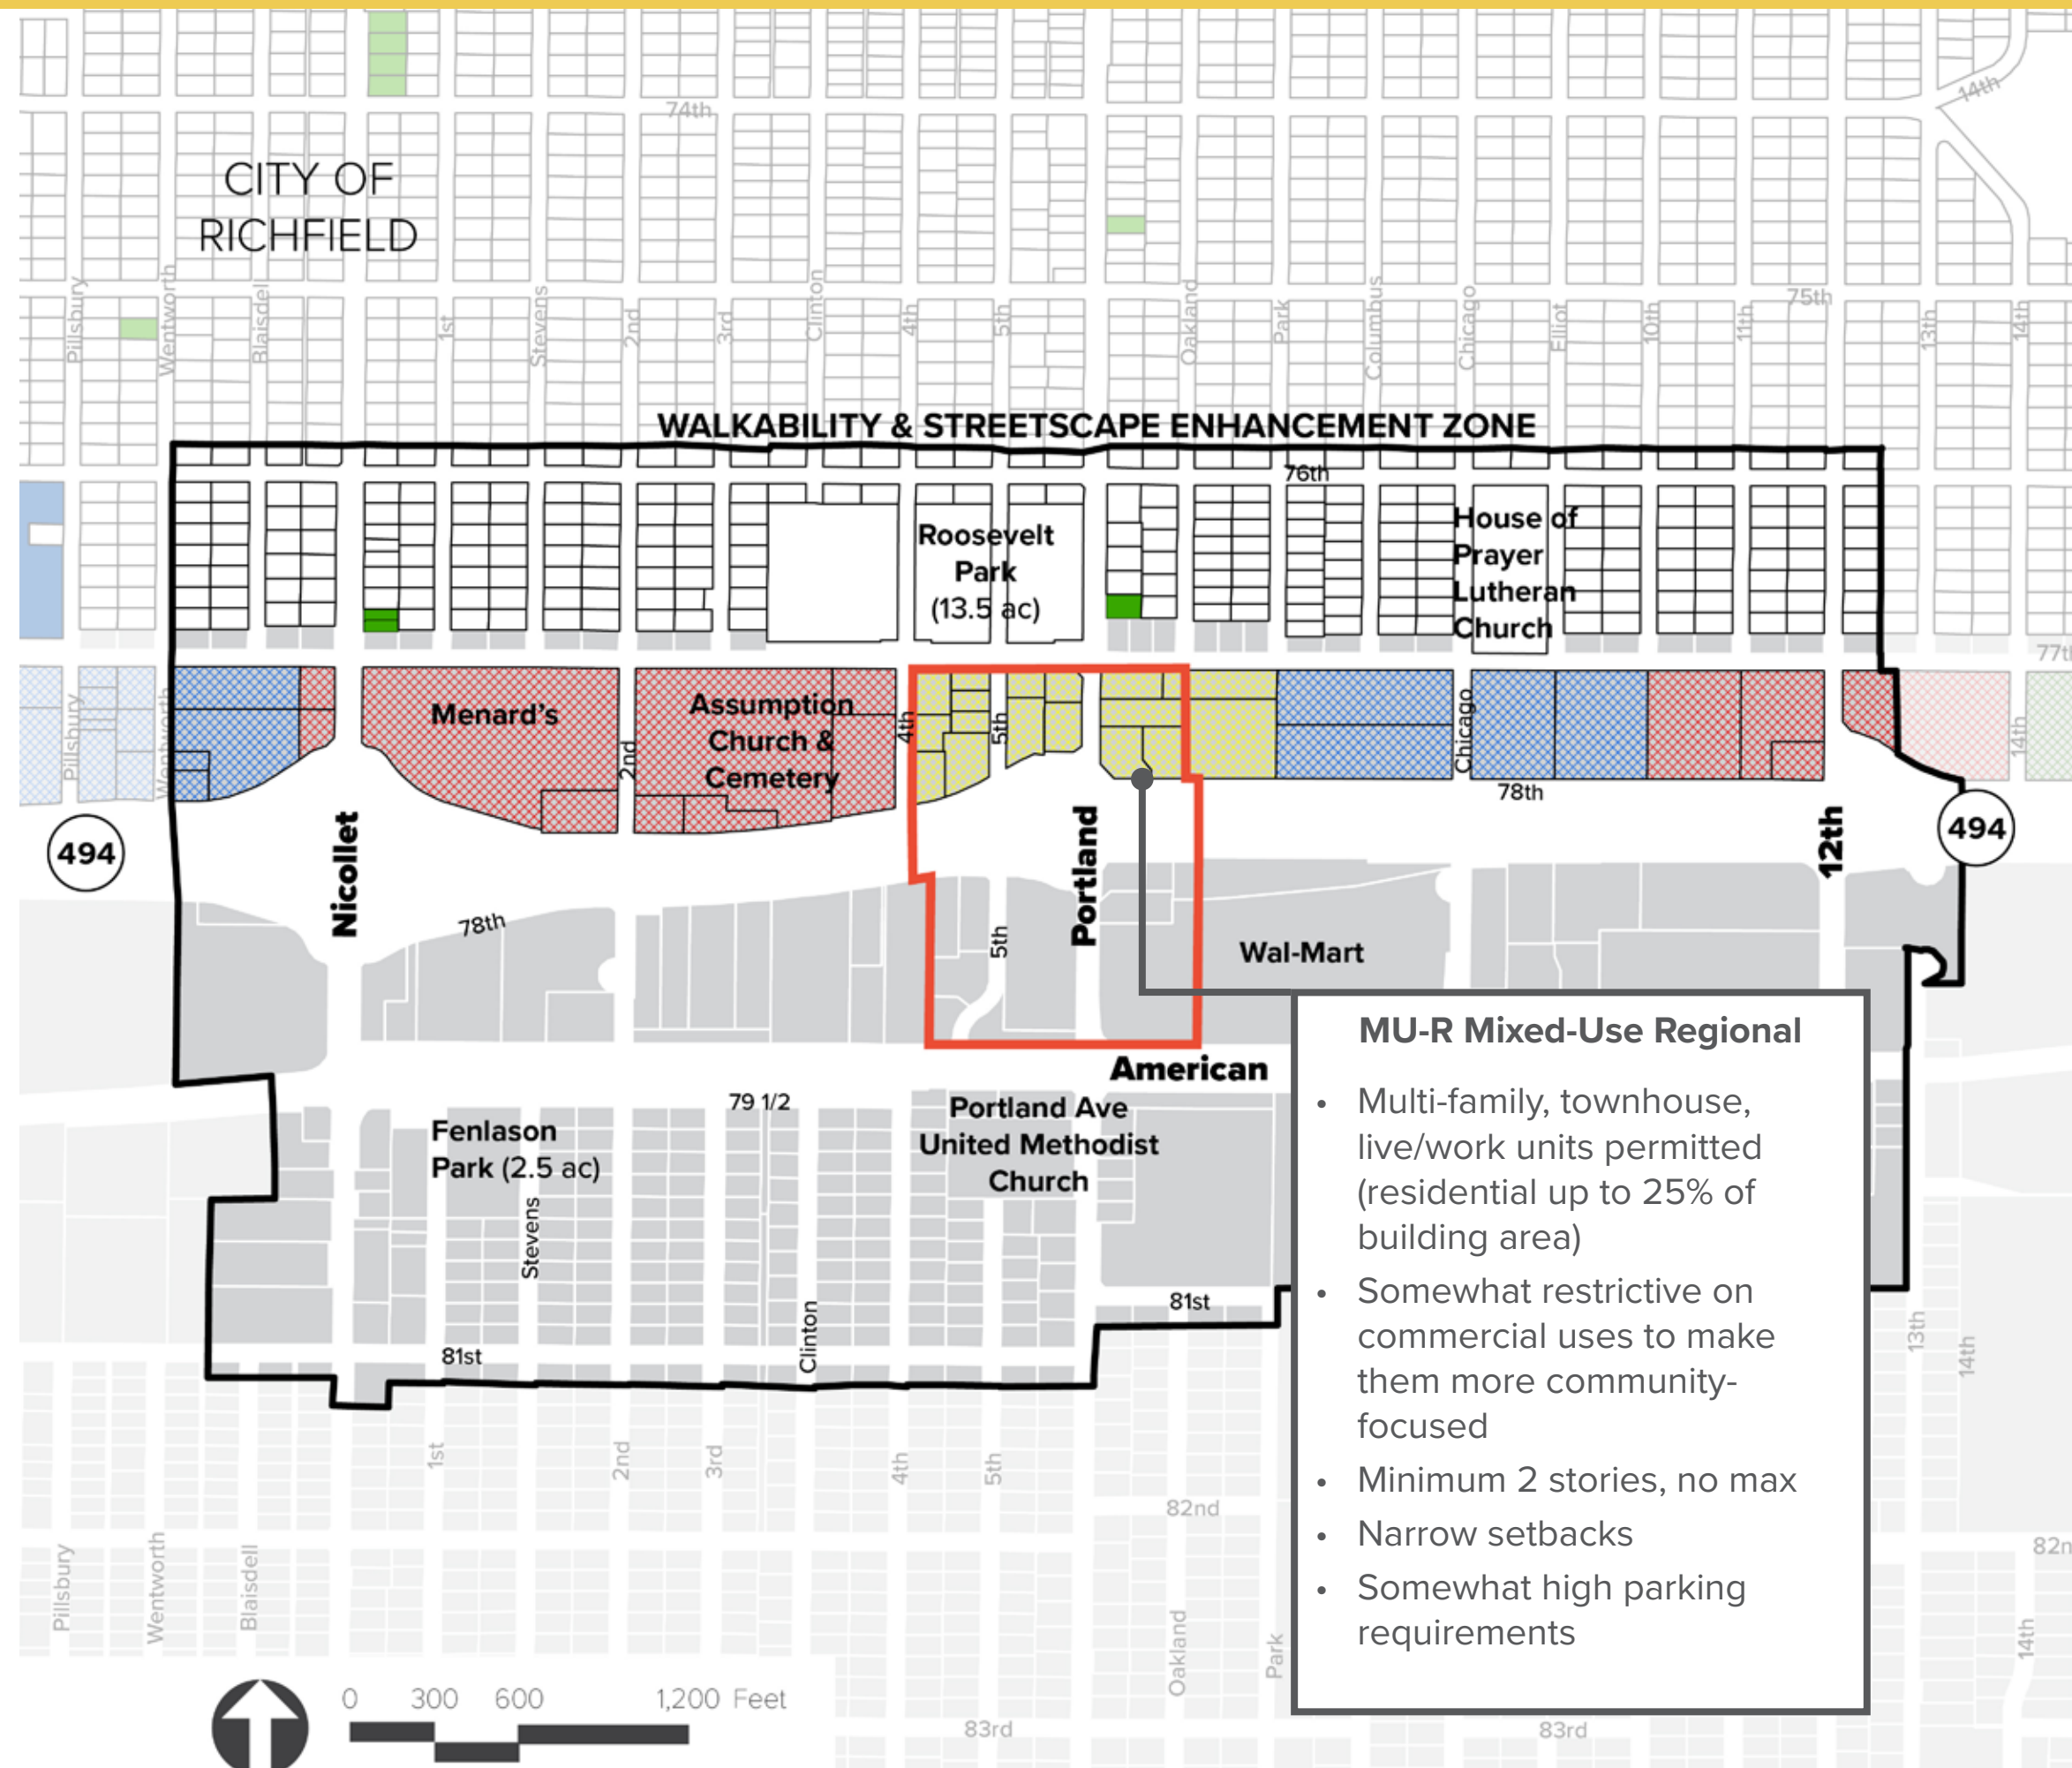 74th
14th
CITY OF
RICHFIELD
Pillsbury
Wentworth
Blaisdell
1st
Stevens
2nd
3rd
Clinton
4th
5th
Oakland
Park
Columbus
Chicago
Elliot
10th
11th
75th
13th
14th
WALKABILITY & STREETSCAPE ENHANCEMENT ZONE
76th
Roosevelt
Park
(13.5 ac)
House of
Prayer
Lutheran
Church
77t
Pillsbury
Wentworth
Menard's
2nd
Assumption
Church &
Cemetery
4th
5th
Chicago
14th
78th
494
Nicollet
Portland
12th
494
78th
5th
Wal-Mart
American
79 1/2
Fenlason
Park (2.5 ac)
Stevens
Portland Ave
United Methodist
Church
Clinton
81st
81st
MU-R Mixed-Use Regional
• Multi-family, townhouse,
live/work units permitted
(residential up to 25% of
building area)
• Somewhat restrictive on
commercial uses to make
them more community-
focused
• Minimum 2 stories, no max
• Narrow setbacks
• Somewhat high parking
requirements
13th
14th
1st
2nd
3rd
4th
5th
82nd
82n
Pillsbury
Wentworth
Blaisdell
Oakland
Park
14th
0 300 600 1,200 Feet
83rd
83rd